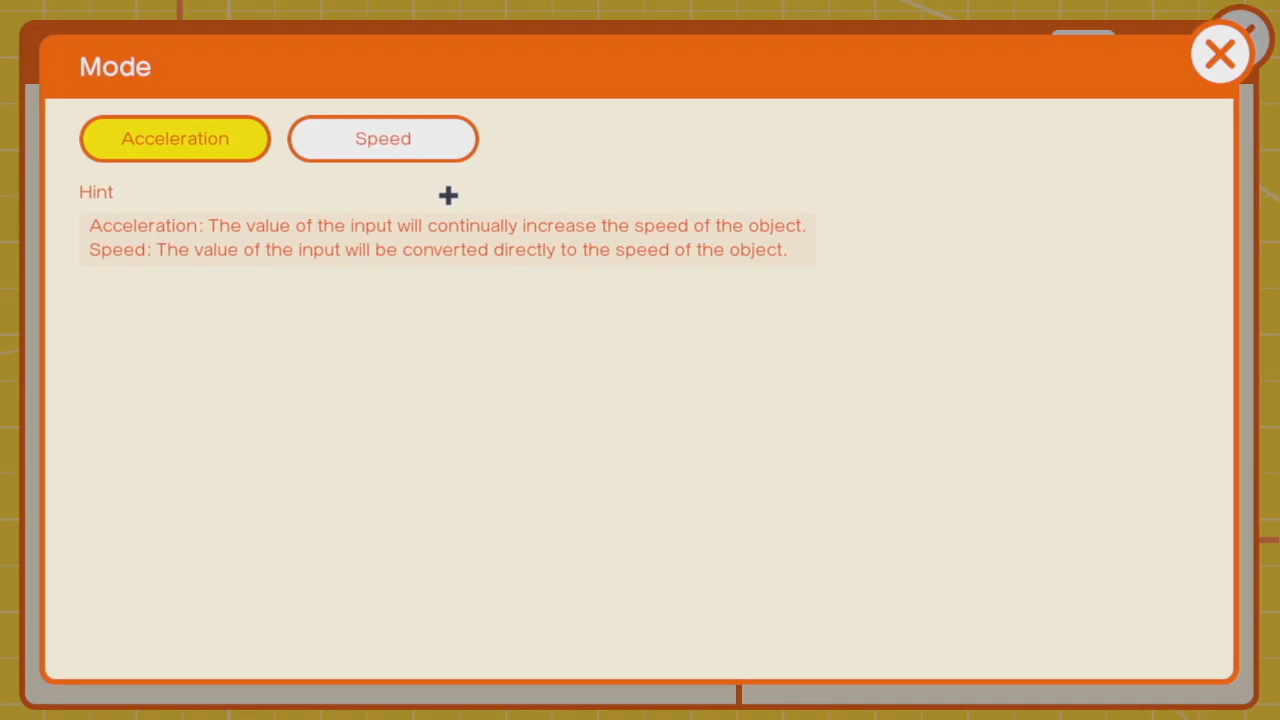 Mode
Acceleration
Speed
Hint
Acceleration: The value of the input will continually increase the speed of the object.
Speed: The value of the input will be converted directly to the speed of the object.